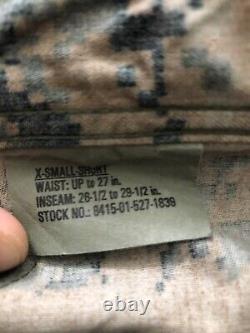 X-SMALL-SHORT
WAIST: UP to 27 in.
INSEAM: 26-1/2 to 29-1/2 in.
STOCK NO.: 8415-01-527-1839
ebay